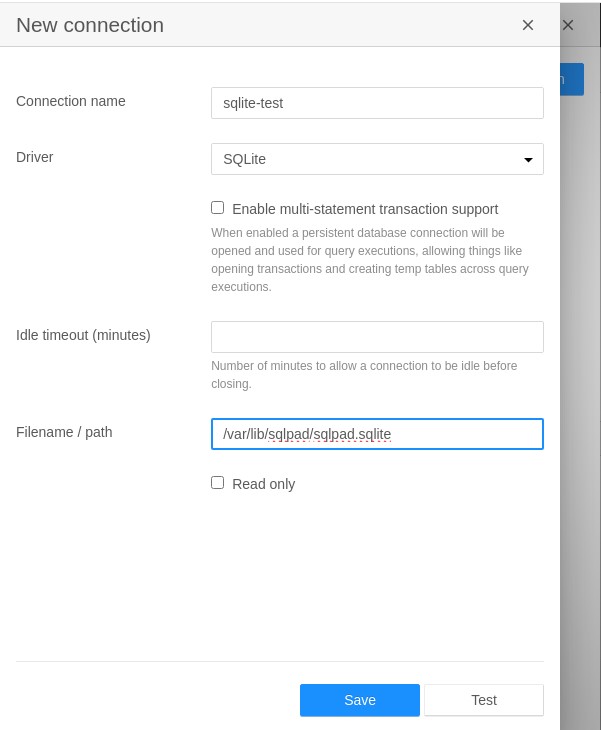 New connection
Connection name
sqlite-test
Driver
SQLite
Enable multi-statement transaction support
When enabled a persistent database connection will be
opened and used for query executions, allowing things like
opening transactions and creating temp tables across query
executions.
Idle timeout (minutes)
Number of minutes to allow a connection to be idle before
closing.
Filename / path
/var/lib/sqlpad/sqlpad.sqlite
Read only
Save
Test